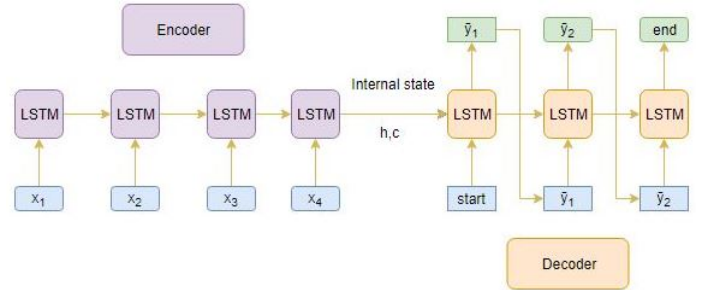 Encoder
ȳ₁ ȳ₂ end
Internal state
LSTM LSTM LSTM LSTM LSTM LSTM LSTM
h,c
x₁ x₂ x₃ x₄ start ȳ₁ ȳ₂
Decoder